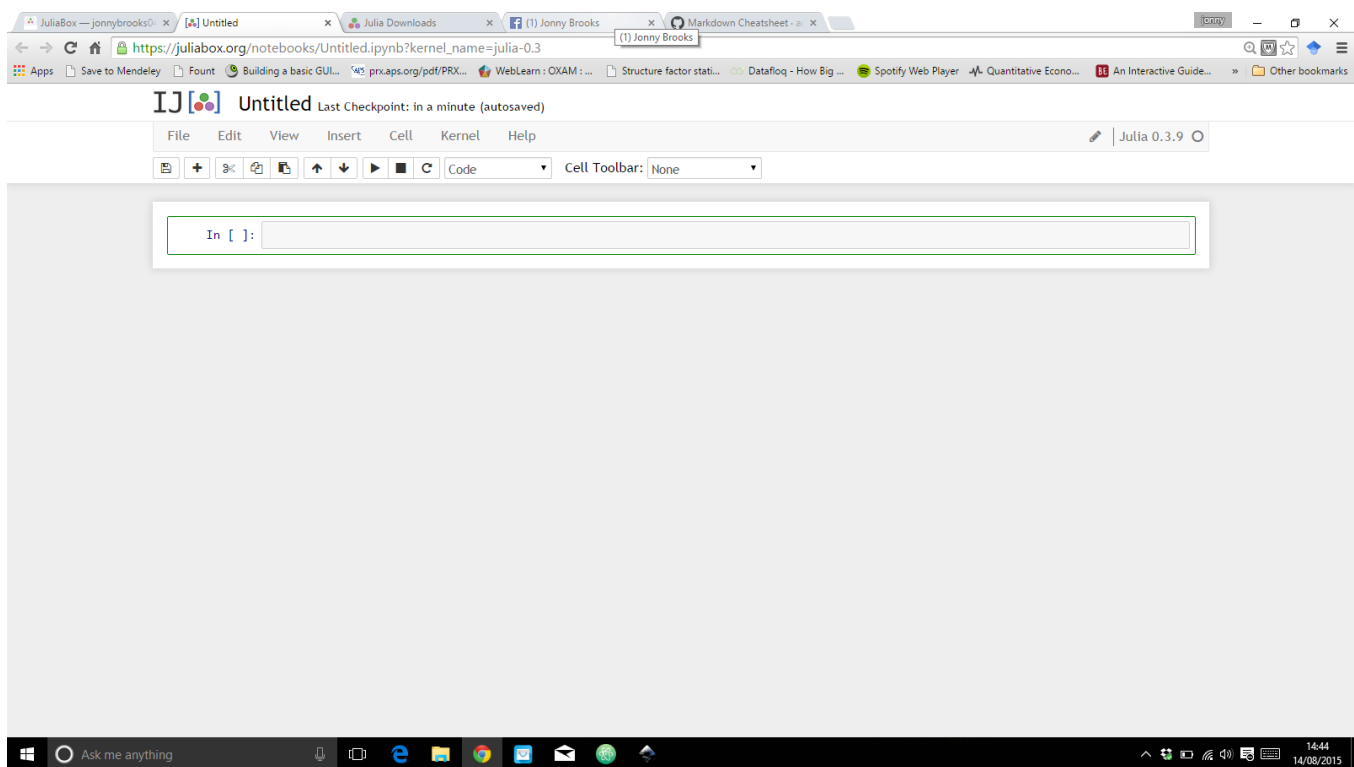 JuliaBox — jonnybrooks0
[🞄] Untitled
Julia Downloads
(1) Jonny Brooks
Markdown Cheatsheet · a
jonny
(1) Jonny Brooks
https://juliabox.org/notebooks/Untitled.ipynb?kernel_name=julia-0.3
Apps Save to Mendeley Fount Building a basic GUI... prx.aps.org/pdf/PRX... WebLearn : OXAM : ... Structure factor stati... Datafloq - How Big ... Spotify Web Player Quantitative Econo... BE An Interactive Guide... » Other bookmarks
IJ[ ] Untitled Last Checkpoint: in a minute (autosaved)
File Edit View Insert Cell Kernel Help Julia 0.3.9
Code Cell Toolbar: None
In [ ]:
Ask me anything
14:44
14/08/2015